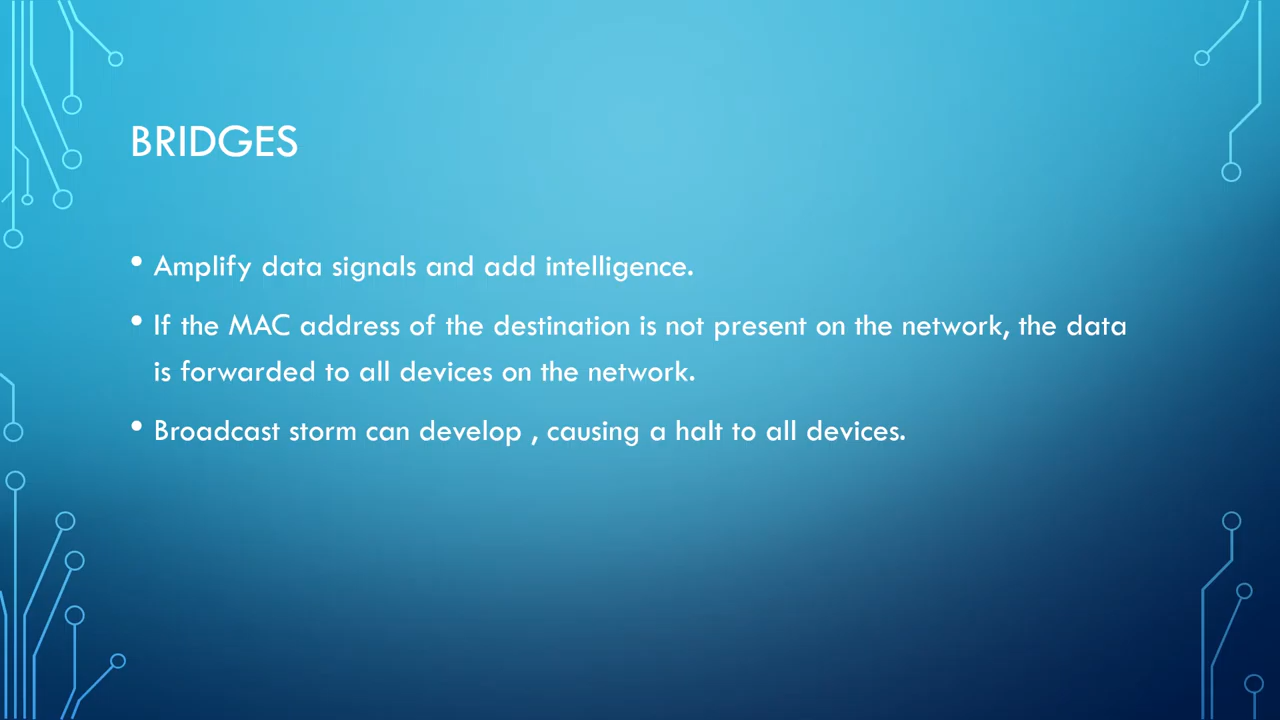 BRIDGES
• Amplify data signals and add intelligence.
• If the MAC address of the destination is not present on the network, the data
is forwarded to all devices on the network.
• Broadcast storm can develop , causing a halt to all devices.